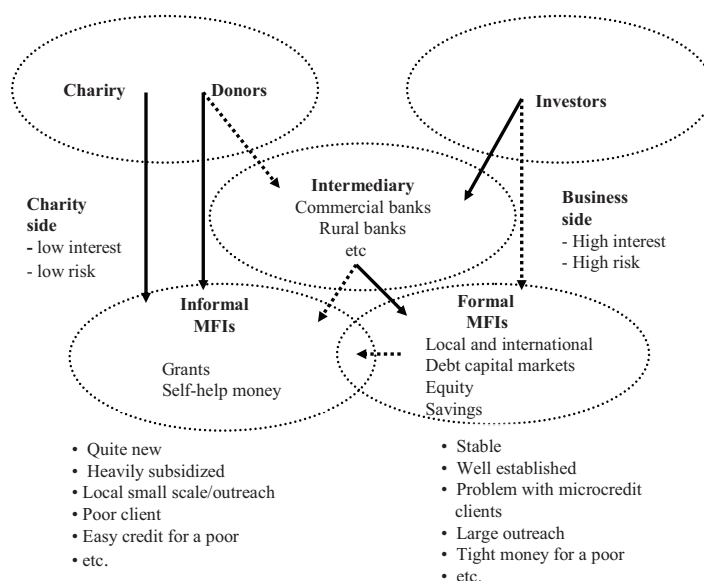 Chariry
Donors
Investors
Intermediary
Commercial banks
Rural banks
etc
Charity
side
- low interest
- low risk
Business
side
- High interest
- High risk
Informal
MFIs
Grants
Self-help money
Formal
MFIs
Local and international
Debt capital markets
Equity
Savings
• Quite new
• Heavily subsidized
• Local small scale/outreach
• Poor client
• Easy credit for a poor
• etc.
• Stable
• Well established
• Problem with microcredit
clients
• Large outreach
• Tight money for a poor
• etc.